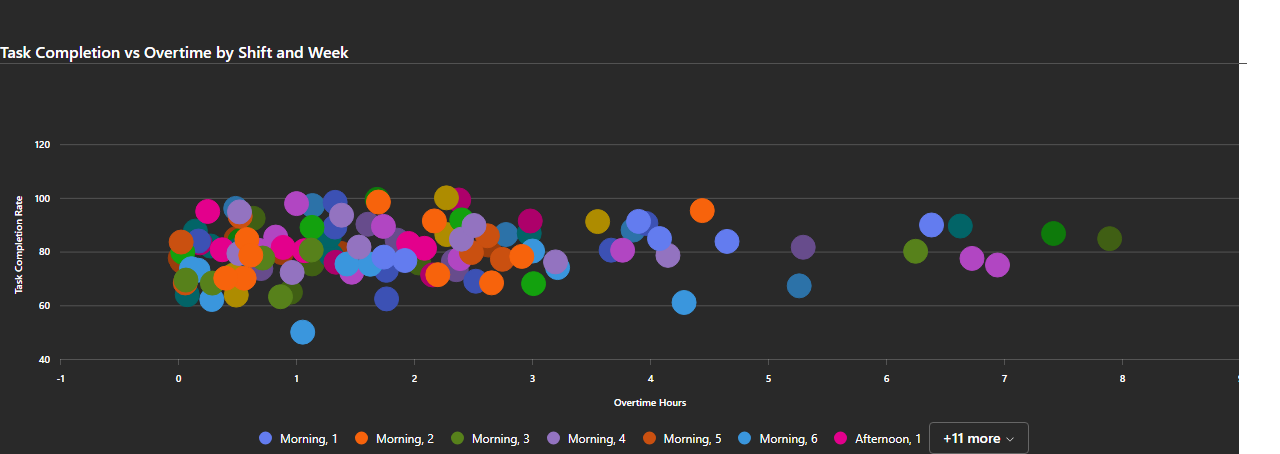 Task Completion vs Overtime by Shift and Week
120
100
80
60
40
Task Completion Rate
-1 0 1 2 3 4 5 6 7 8
Overtime Hours
Morning, 1 Morning, 2 Morning, 3 Morning, 4 Morning, 5 Morning, 6 Afternoon, 1 +11 more